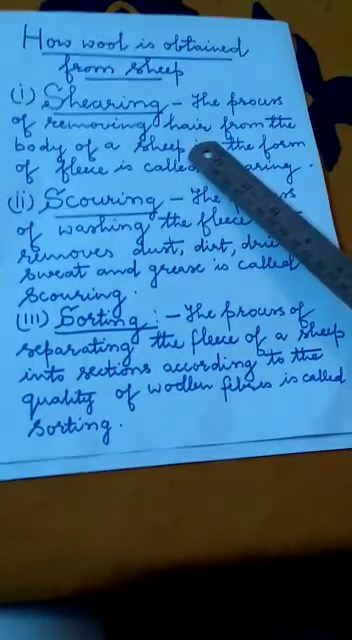 How wool is obtained
from sheep
(i) Shearing - The process
of removing hair from the
body of a sheep in the form
of fleece is called
(ii) Scouring - The
of washing the fleece
removes dust, dirt,
sweat and grease is called
Scouring.
(iii) Sorting :- The process of
separating the fleece of a sheep
into sections according to the
quality of woollen fibres is called
Sorting.